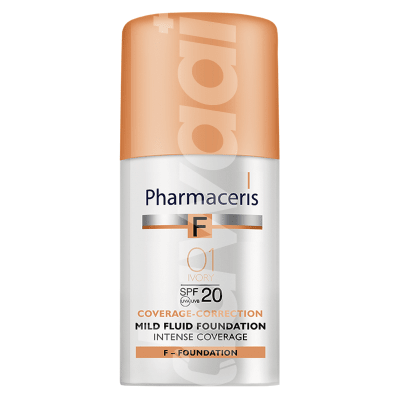 Pharmaceris
F
01
IVORY
SPF 20
UVA UVB
COVERAGE-CORRECTION
MILD FLUID FOUNDATION
INTENSE COVERAGE
F – FOUNDATION